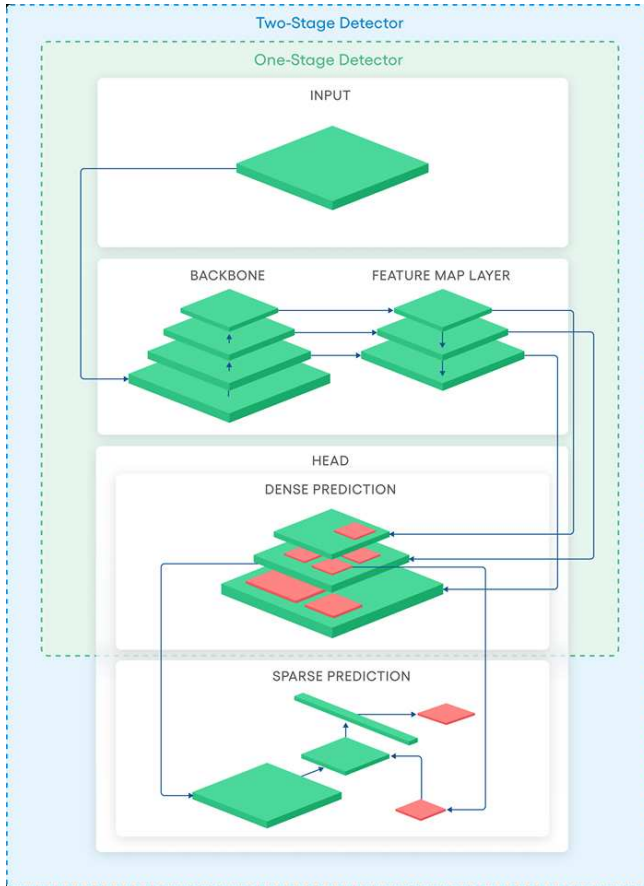 Two-Stage Detector
One-Stage Detector
INPUT
BACKBONE
FEATURE MAP LAYER
HEAD
DENSE PREDICTION
SPARSE PREDICTION